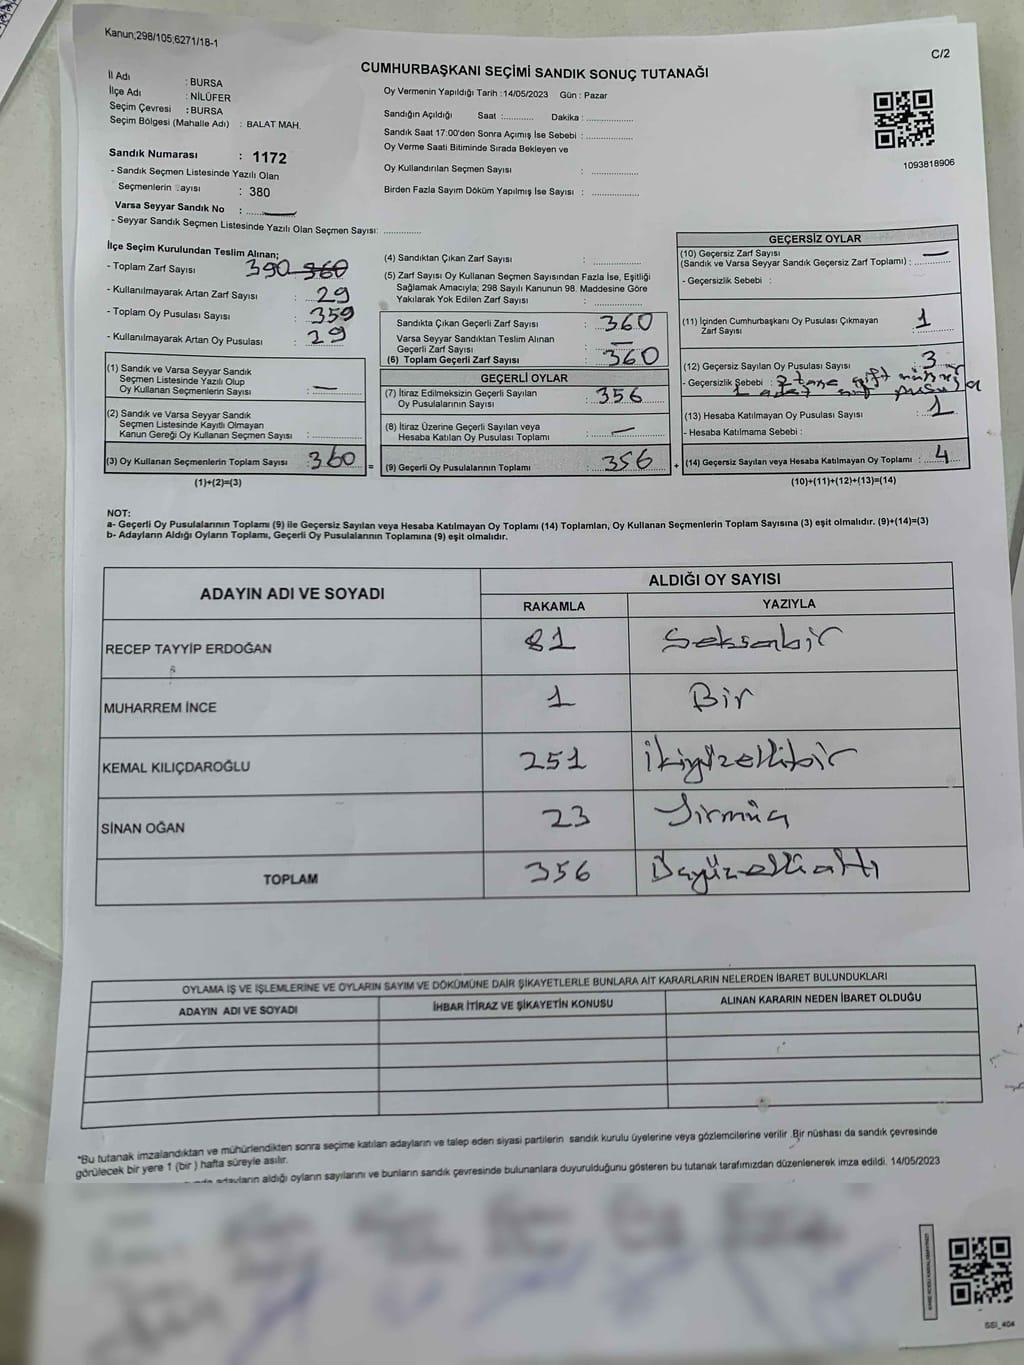 Kanun;298/105,6271/18-1
C/2
CUMHURBAŞKANI SEÇİMİ SANDIK SONUÇ TUTANAĞI
İl Adı : BURSA
İlçe Adı : NİLÜFER
Seçim Çevresi : BURSA
Seçim Bölgesi (Mahalle Adı) : BALAT MAH.
Sandık Numarası : 1172
- Sandık Seçmen Listesinde Yazılı Olan
Seçmenlerin Sayısı : 380
Varsa Seyyar Sandık No :
- Seyyar Sandık Seçmen Listesinde Yazılı Olan Seçmen Sayısı: ..............
Oy Vermenin Yapıldığı Tarih :14/05/2023 Gün : Pazar
Sandığın Açıldığı Saat :........... Dakika : ................
Sandık Saat 17:00'den Sonra Açımış İse Sebebi : ................
Oy Verme Saati Bitiminde Sırada Bekleyen ve
Oy Kullandırılan Seçmen Sayısı : ................
Birden Fazla Sayım Döküm Yapılmış İse Sayısı : ................
1093818906
İlçe Seçim Kurulundan Teslim Alınan;
- Toplam Zarf Sayısı 390 360
- Kullanılmayarak Artan Zarf Sayısı : 29
- Toplam Oy Pusulası Sayısı : 359
- Kullanılmayarak Artan Oy Pusulası : 29
(1) Sandık ve Varsa Seyyar Sandık
Seçmen Listesinde Yazılı Olup
Oy Kullanan Seçmenlerin Sayısı : —
(2) Sandık ve Varsa Seyyar Sandık
Seçmen Listesinde Kayıtlı Olmayan
Kanun Gereği Oy Kullanan Seçmen Sayısı : ..............
(3) Oy Kullanan Seçmenlerin Toplam Sayısı : 360 =
(1)+(2)=(3)
(4) Sandıktan Çıkan Zarf Sayısı : ..............
(5) Zarf Sayısı Oy Kullanan Seçmen Sayısından Fazla İse, Eşitliği
Sağlamak Amacıyla; 298 Sayılı Kanunun 98. Maddesine Göre
Yakılarak Yok Edilen Zarf Sayısı : ..............
Sandıkta Çıkan Geçerli Zarf Sayısı : 360
Varsa Seyyar Sandıktan Teslim Alınan
Geçerli Zarf Sayısı : —
(6) Toplam Geçerli Zarf Sayısı : 360
GEÇERLİ OYLAR
(7) İtiraz Edilmeksizin Geçerli Sayılan
Oy Pusulalarının Sayısı : 356
(8) İtiraz Üzerine Geçerli Sayılan veya
Hesaba Katılan Oy Pusulası Toplamı : —
(9) Geçerli Oy Pusulalarının Toplamı : 356 +
GEÇERSİZ OYLAR
(10) Geçersiz Zarf Sayısı
(Sandık ve Varsa Seyyar Sandık Geçersiz Zarf Toplamı) : —
- Geçersizlik Sebebi :
(11) İçinden Cumhurbaşkanı Oy Pusulası Çıkmayan
Zarf Sayısı : 1
(12) Geçersiz Sayılan Oy Pusulası Sayısı : 3
- Geçersizlik Sebebi : 2 tane çift mühür
1
(13) Hesaba Katılmayan Oy Pusulası Sayısı : 1
- Hesaba Katılmama Sebebi :
(14) Geçersiz Sayılan veya Hesaba Katılmayan Oy Toplamı : 4
(10)+(11)+(12)+(13)=(14)
NOT:
a- Geçerli Oy Pusulalarının Toplamı (9) ile Geçersiz Sayılan veya Hesaba Katılmayan Oy Toplamı (14) Toplamları, Oy Kullanan Seçmenlerin Toplam Sayısına (3) eşit olmalıdır. (9)+(14)=(3)
b- Adayların Aldığı Oyların Toplamı, Geçerli Oy Pusulalarının Toplamına (9) eşit olmalıdır.
ADAYIN ADI VE SOYADI
ALDIĞI OY SAYISI
RAKAMLA YAZIYLA
RECEP TAYYİP ERDOĞAN 81 Seksenbir
MUHARREM İNCE 1 Bir
KEMAL KILIÇDAROĞLU 251 İkiyüzellibir
SİNAN OĞAN 23 Yirmiüç
TOPLAM 356 Üçyüzellialtı
OYLAMA İŞ VE İŞLEMLERİNE VE OYLARIN SAYIM VE DÖKÜMÜNE DAİR ŞİKAYETLERLE BUNLARA AİT KARARLARIN NELERDEN İBARET BULUNDUKLARI
ADAYIN ADI VE SOYADI
İHBAR İTİRAZ VE ŞİKAYETİN KONUSU
ALINAN KARARIN NEDEN İBARET OLDUĞU
*Bu tutanak imzalandıktan ve mühürlendikten sonra seçime katılan adayların ve talep eden siyasi partilerin sandık kurulu üyelerine veya gözlemcilerine verilir .Bir nüshası da sandık çevresinde
görülecek bir yere 1 (bir ) hafta süreyle asılır.
adayların aldığı oyların sayılarını ve bunların sandık çevresinde bulunanlara duyurulduğunu gösteren bu tutanak tarafımızdan düzenlenerek imza edildi. 14/05/2023
SSI_404